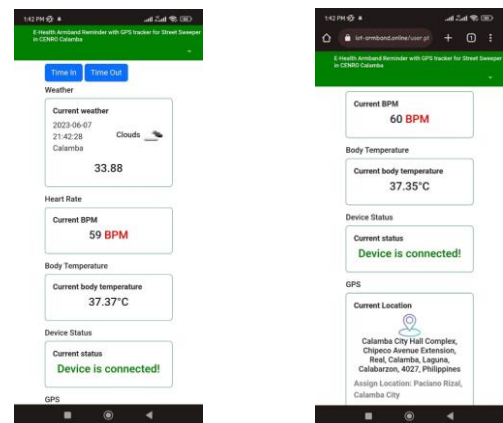 1:42 PM
E-Health Armband Reminder with GPS tracker for Street Sweeper
in CENRO Calamba
Time In Time Out
Weather
Current weather
2023-06-07
21:42:28
Calamba
Clouds
33.88
Heart Rate
Current BPM
59 BPM
Body Temperature
Current body temperature
37.37°C
Device Status
Current status
Device is connected!
GPS
1:42 PM
iot-armband.online/user.p
1
E-Health Armband Reminder with GPS tracker for Street Sweeper
in CENRO Calamba
Current BPM
60 BPM
Body Temperature
Current body temperature
37.35°C
Device Status
Current status
Device is connected!
GPS
Current Location
Calamba City Hall Complex,
Chipeco Avenue Extension,
Real, Calamba, Laguna,
Calabarzon, 4027, Philippines
Assign Location: Paciano Rizal,
Calamba City